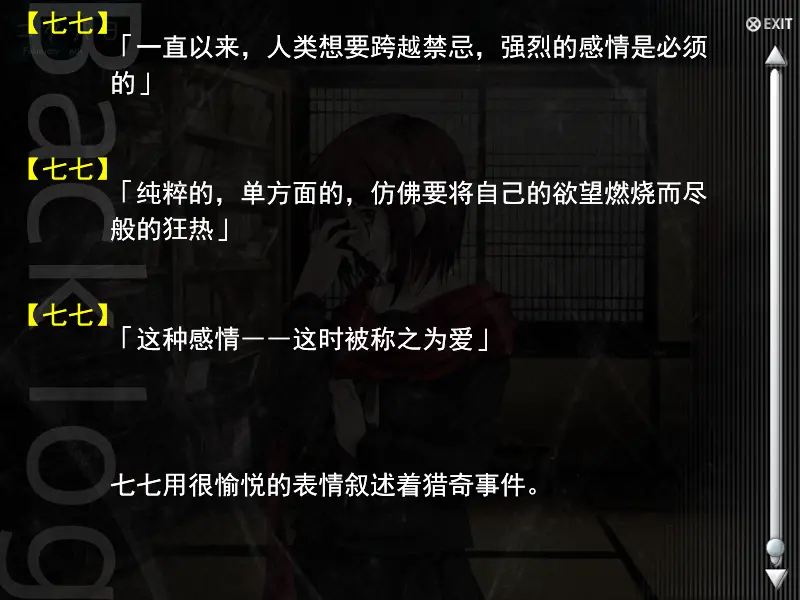 【七七】
「一直以来，人类想要跨越禁忌，强烈的感情是必须
的」
【七七】
「纯粹的，单方面的，仿佛要将自己的欲望燃烧而尽
般的狂热」
【七七】
「这种感情——这时被称之为爱」
七七用很愉悦的表情叙述着猎奇事件。
EXIT
Back log